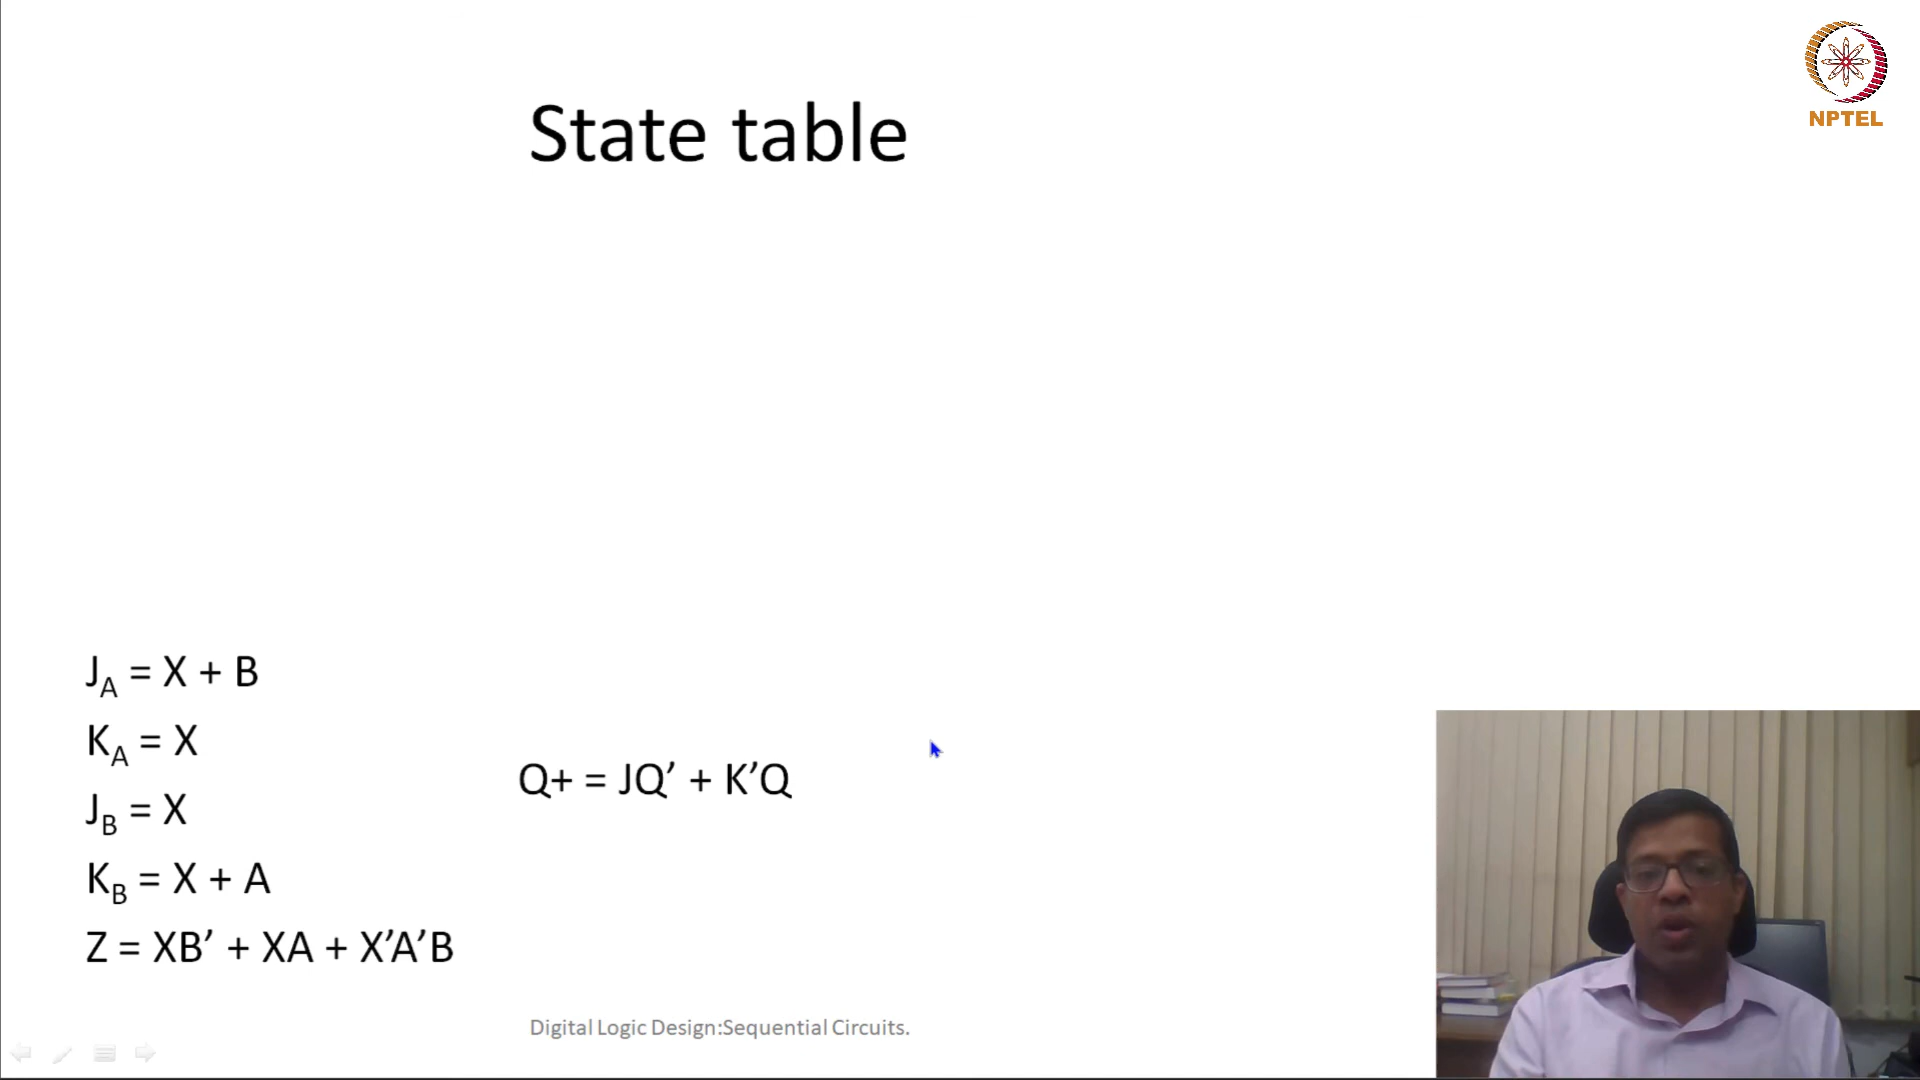 NPTEL
State table
J_A = X + B
K_A = X
J_B = X
K_B = X + A
Z = XB′ + XA + X′A′B
Q+ = JQ′ + K′Q
Digital Logic Design:Sequential Circuits.